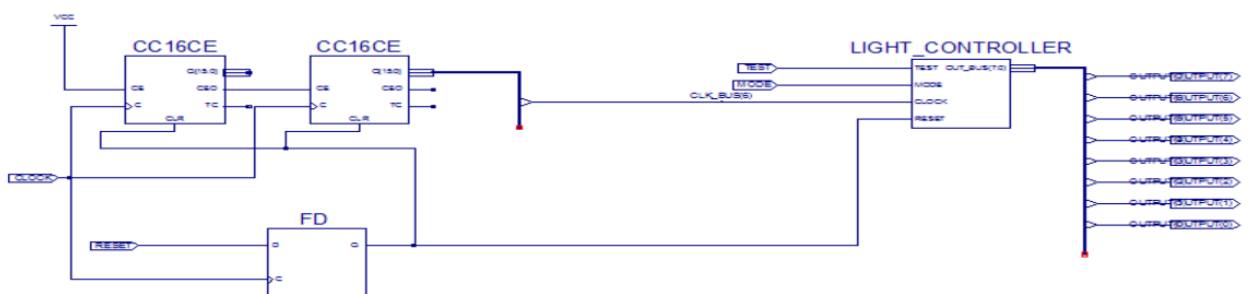 VCC
CC16CE
CC16CE
LIGHT_CONTROLLER
Q(15:0)
CE
CEO
C
TC
CLR
Q(15:0)
CE
CEO
C
TC
CLR
TEST
MODE
CLK_BUS(6)
TEST OUT_BUS(7:0)
MODE
CLOCK
RESET
OUTPUT(7)
OUTPUT(6)
OUTPUT(5)
OUTPUT(4)
OUTPUT(3)
OUTPUT(2)
OUTPUT(1)
OUTPUT(0)
CLOCK
FD
RESET
D
Q
C